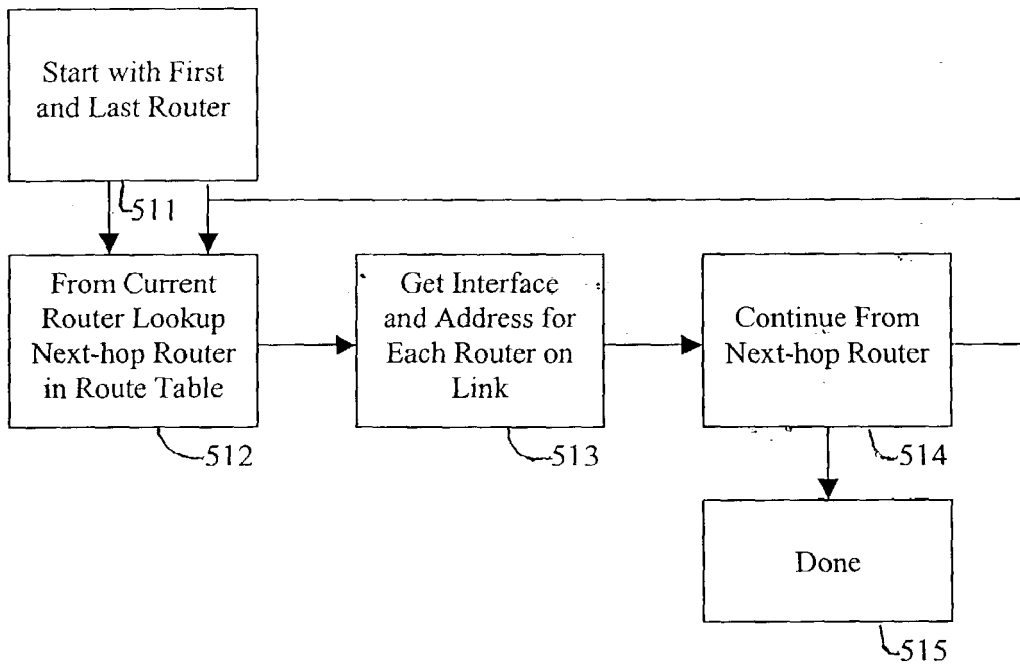 Start with First
and Last Router
511
From Current
Router Lookup
Next-hop Router
in Route Table
512
Get Interface
and Address for
Each Router on
Link
513
Continue From
Next-hop Router
514
Done
515